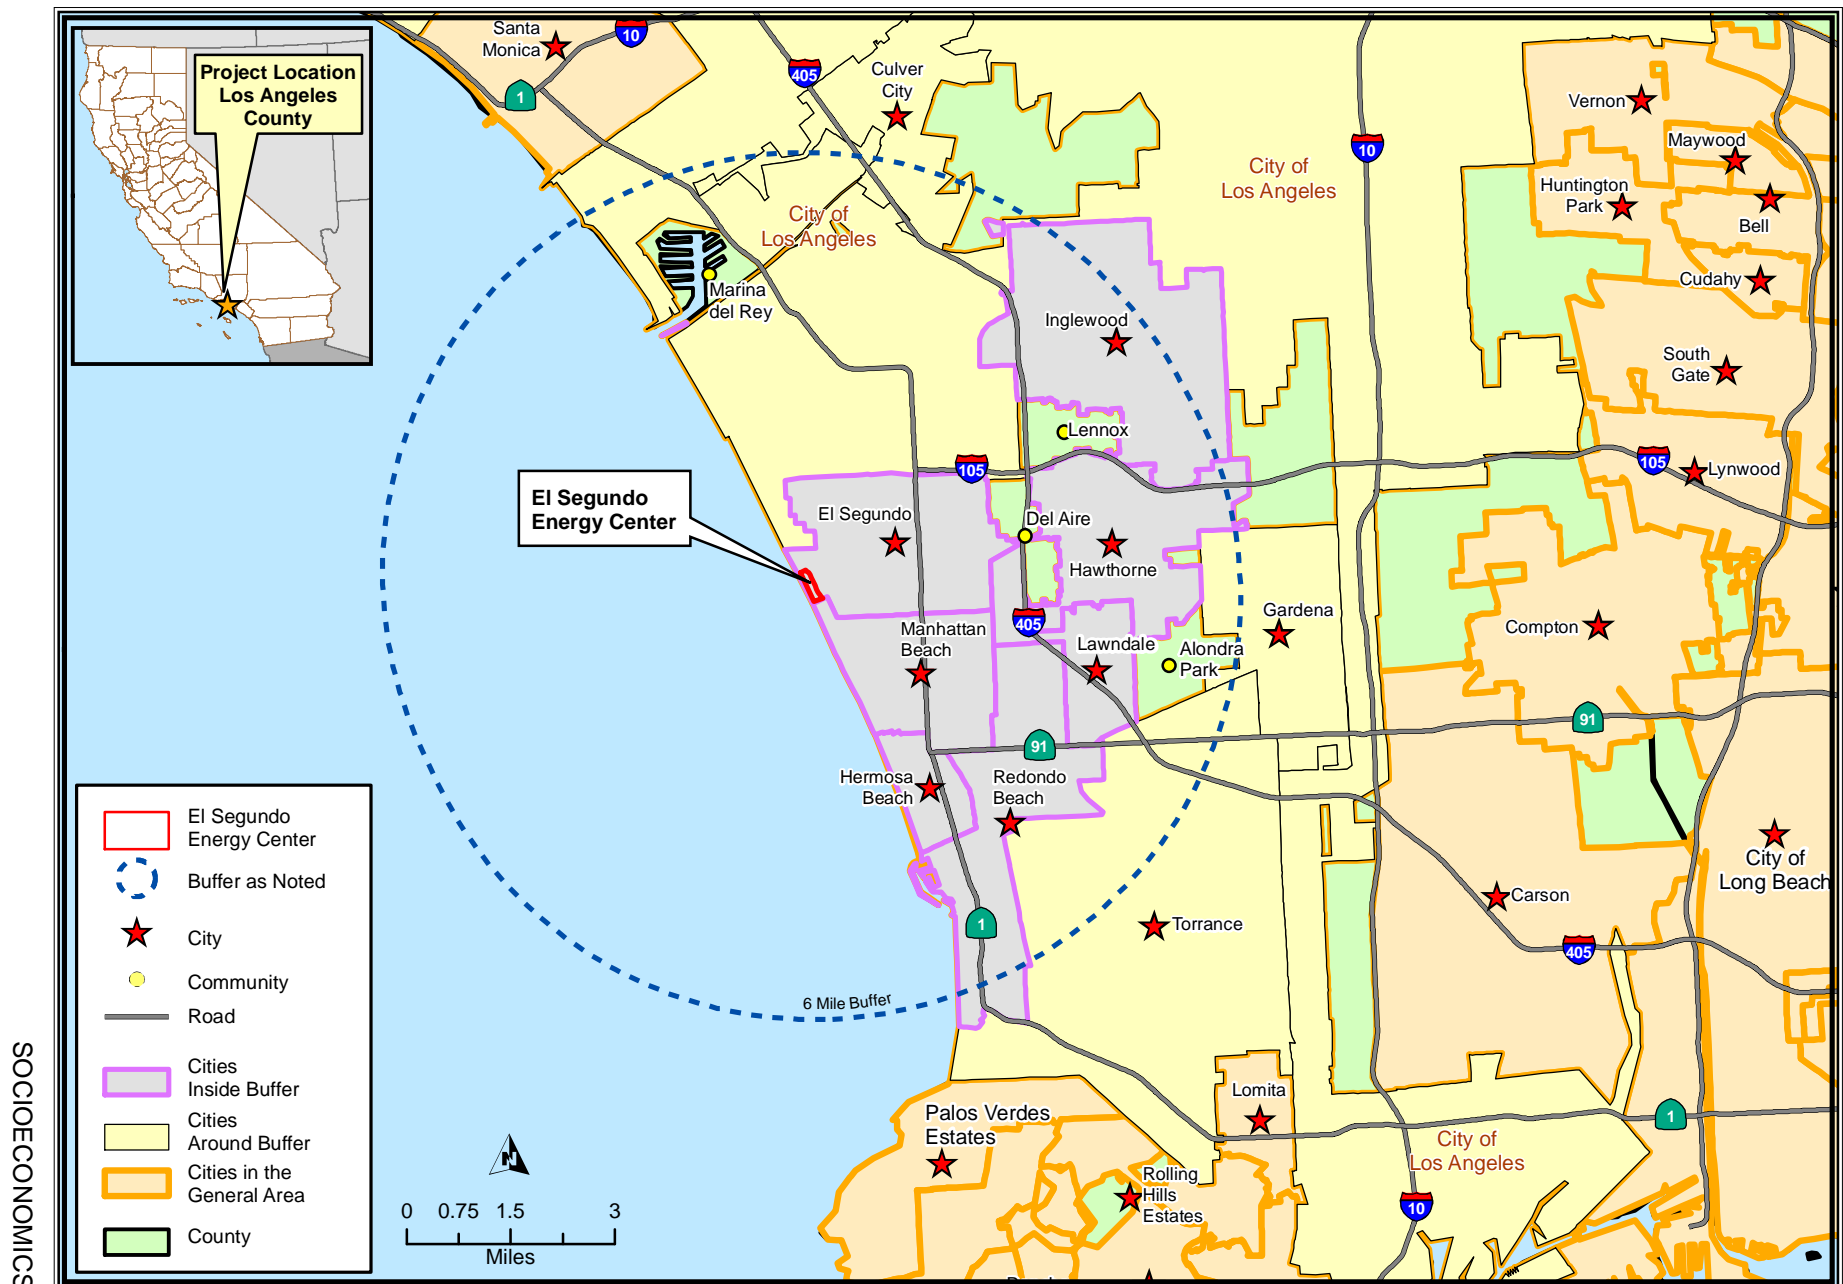 Project Location
Los Angeles
County
Santa
Monica
10
1
405
Culver
City
City of
Los Angeles
City of
Los Angeles
10
Vernon
Maywood
Huntington
Park
Bell
Cudahy
South
Gate
Marina
del Rey
Inglewood
Lennox
105
105
Lynwood
El Segundo
Energy Center
El Segundo
Del Aire
Hawthorne
405
Gardena
Compton
Manhattan
Beach
Lawndale
Alondra
Park
91
91
Hermosa
Beach
Redondo
Beach
City of
Long Beach
Carson
1
Torrance
405
6 Mile Buffer
Lomita
1
Palos Verdes
Estates
City of
Los Angeles
Rolling
Hills
Estates
10
El Segundo
Energy Center
Buffer as Noted
City
Community
Road
Cities
Inside Buffer
Cities
Around Buffer
Cities in the
General Area
County
N
0 0.75 1.5 3
Miles
SOCIOECONOMICS